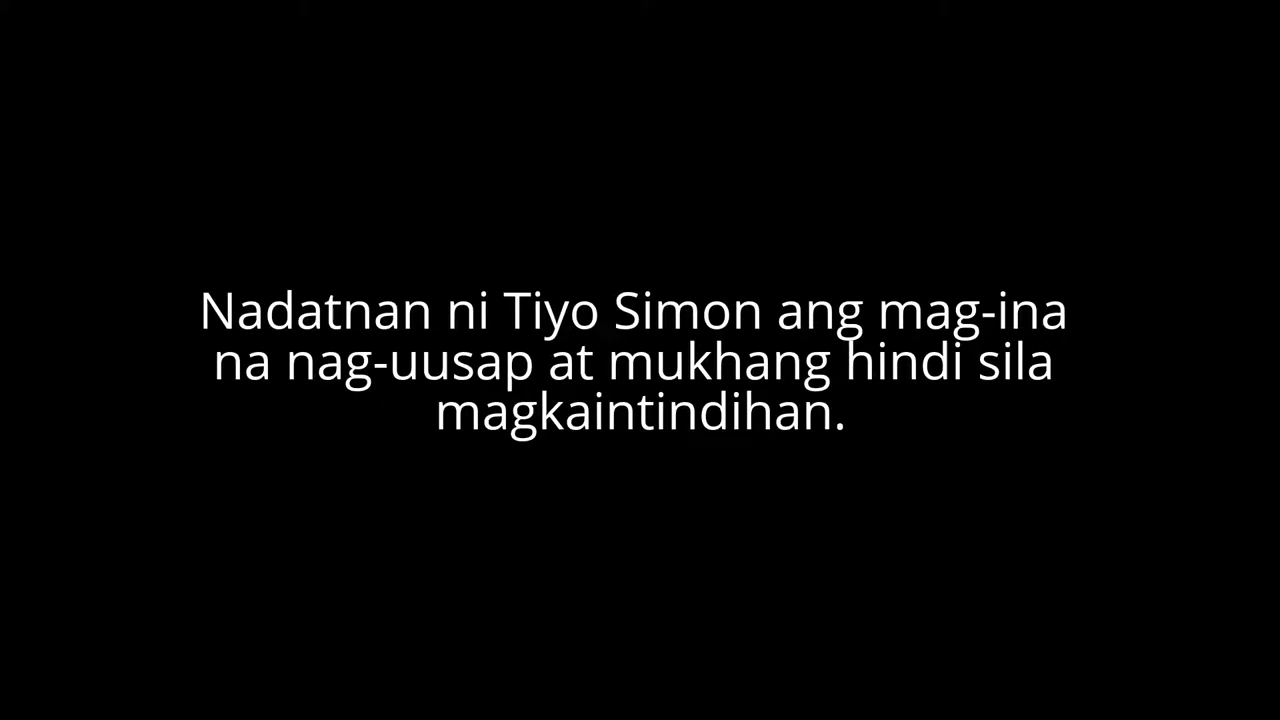 Nadatnan ni Tiyo Simon ang mag-ina
na nag-uusap at mukhang hindi sila
magkaintindihan.